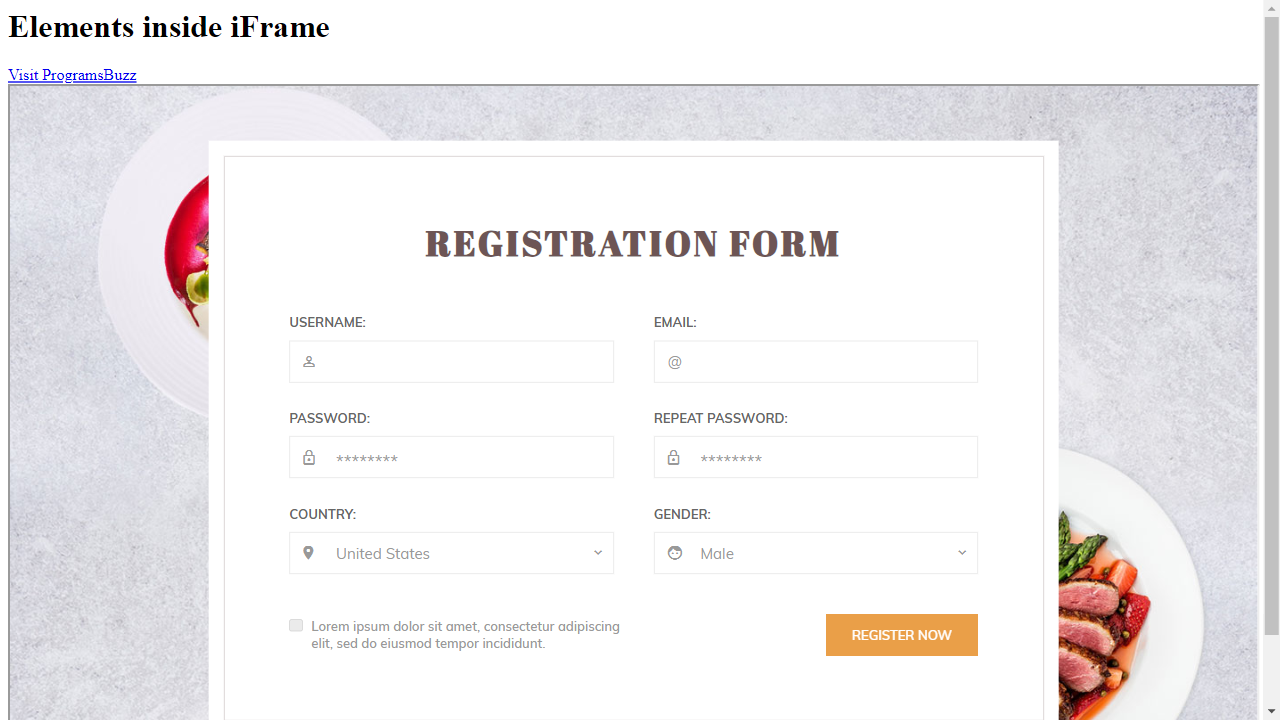 Elements inside iFrame
Visit ProgramsBuzz
REGISTRATION FORM
USERNAME:
EMAIL:
@
PASSWORD:
REPEAT PASSWORD:
********
********
COUNTRY:
GENDER:
United States
Male
Lorem ipsum dolor sit amet, consectetur adipiscing
elit, sed do eiusmod tempor incididunt.
REGISTER NOW